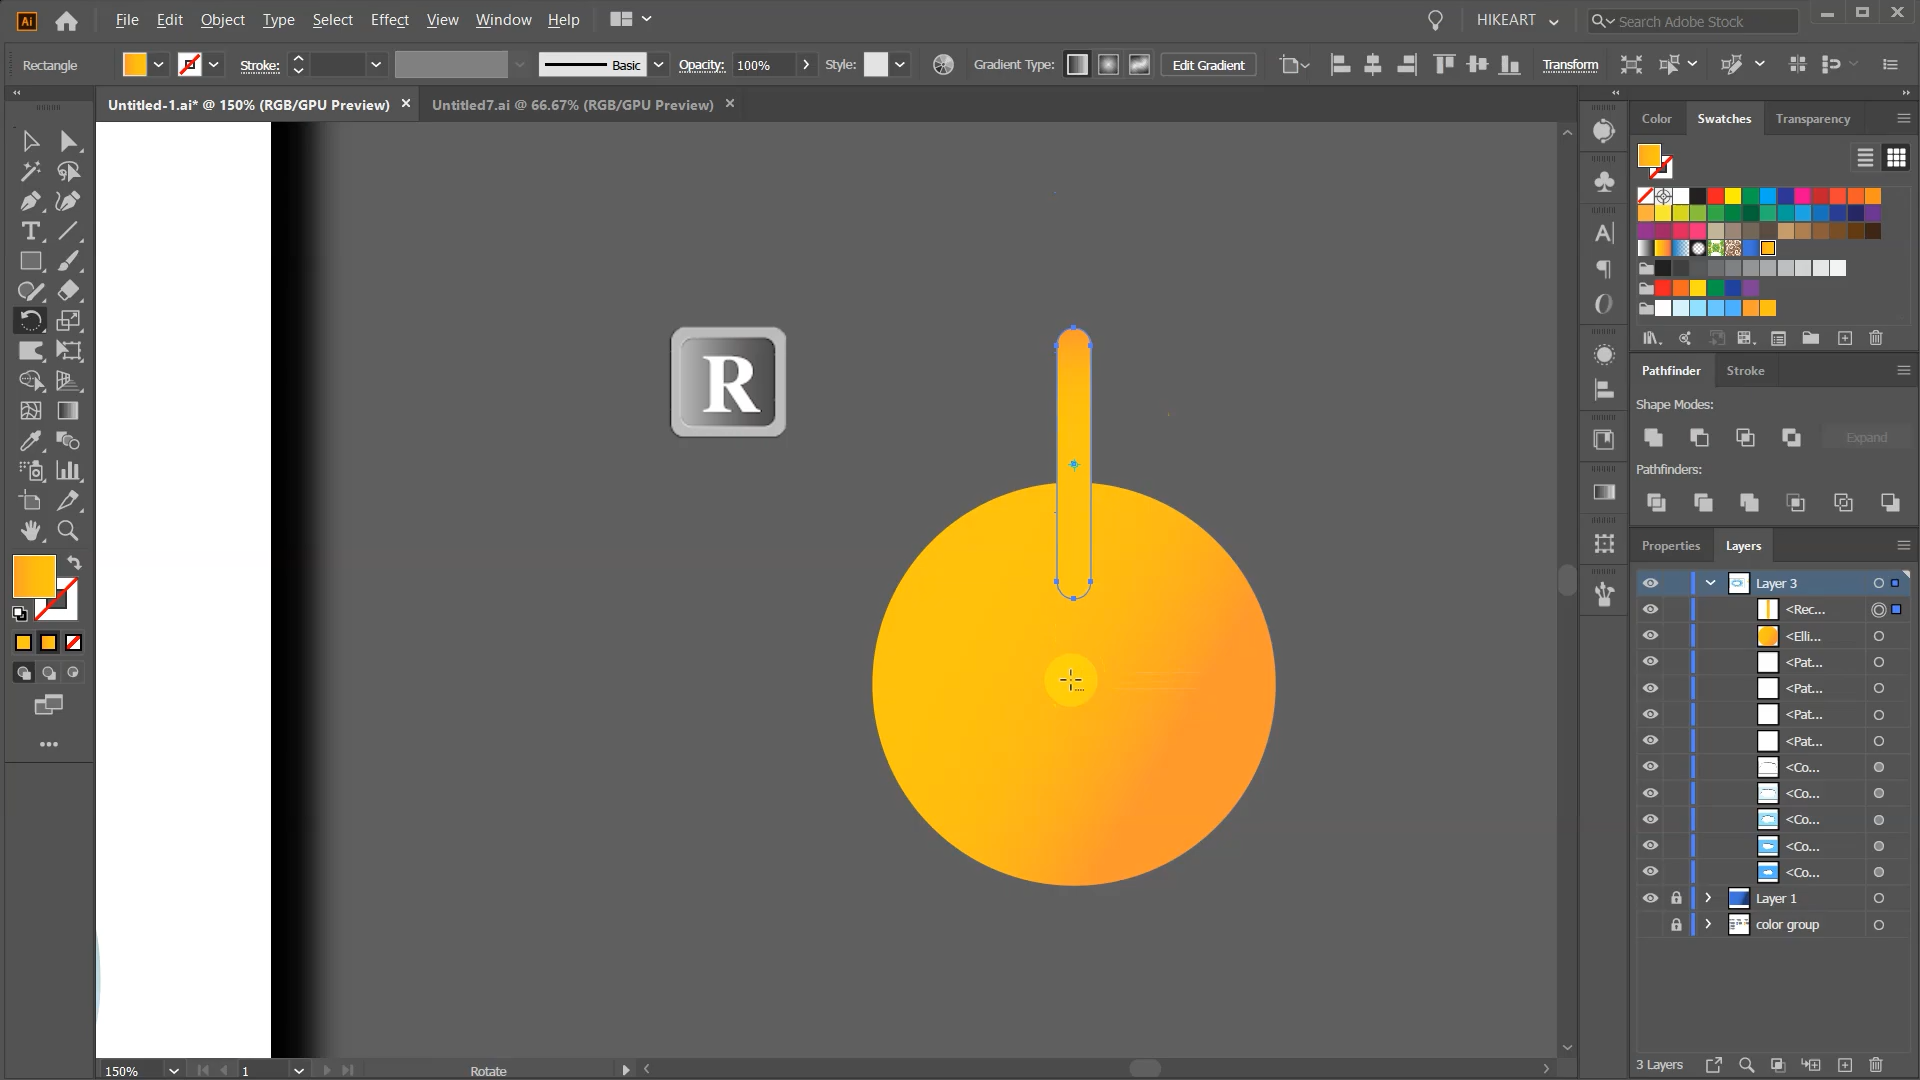 Ai File Edit Object Type Select Effect View Window Help HIKEART Search Adobe Stock
Rectangle Stroke: Basic Opacity: 100% Style: Gradient Type: Edit Gradient Transform
Untitled-1.ai* @ 150% (RGB/GPU Preview) × Untitled7.ai @ 66.67% (RGB/GPU Preview) ×
Color Swatches Transparency
R
Pathfinder Stroke
Shape Modes:
Expand
Pathfinders:
Properties Layers
Layer 3
<Rec...
<Elli...
<Pat...
<Pat...
<Pat...
<Pat...
<Co...
<Co...
<Co...
<Co...
<Co...
Layer 1
color group
3 Layers
150% 1 Rotate